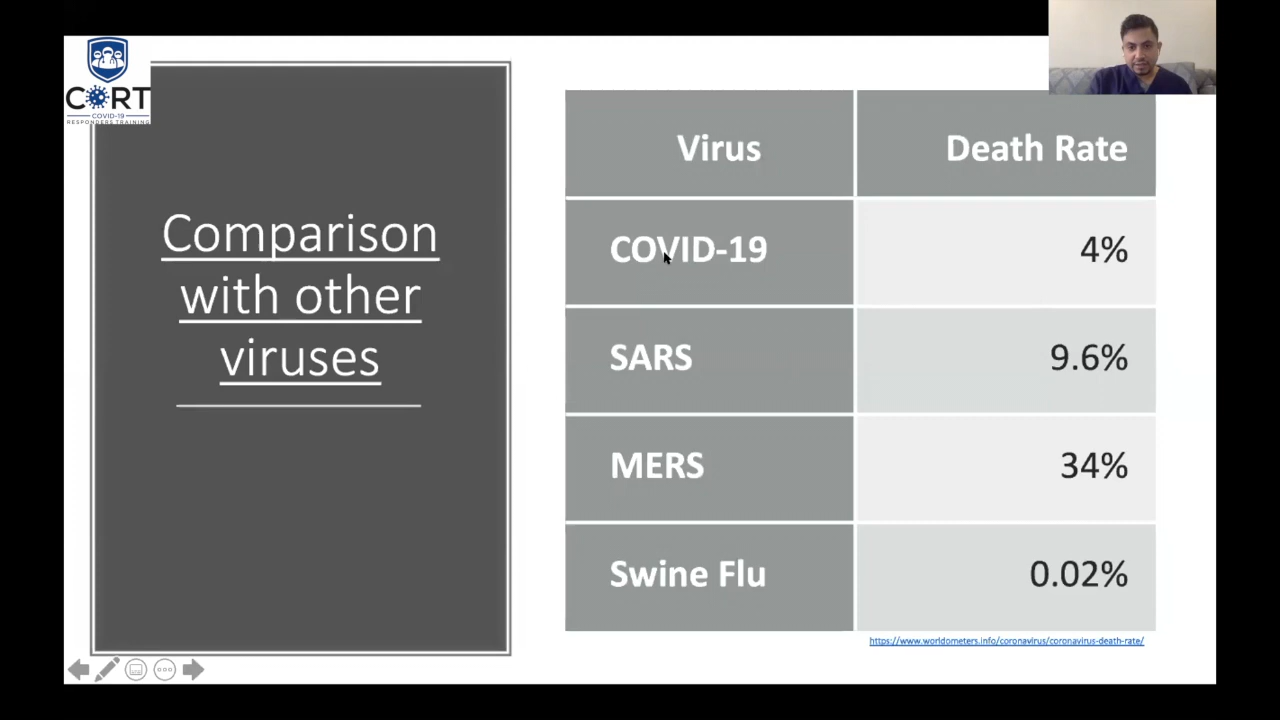 CORT
COVID-19
RESPONDERS TRAINING
Comparison
with other
viruses
Virus Death Rate
COVID-19 4%
SARS 9.6%
MERS 34%
Swine Flu 0.02%
https://www.worldometers.info/coronavirus/coronavirus-death-rate/